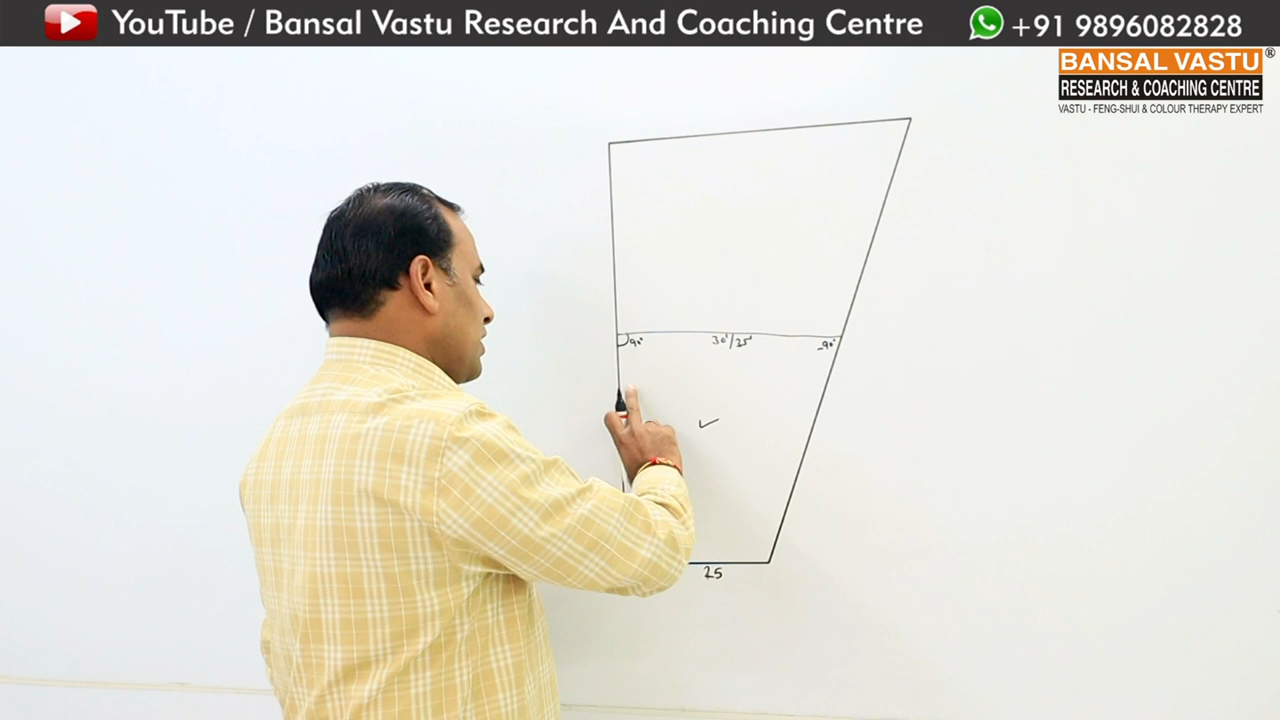 YouTube / Bansal Vastu Research And Coaching Centre
+91 9896082828
BANSAL VASTU®
RESEARCH & COACHING CENTRE
VASTU - FENG-SHUI & COLOUR THERAPY EXPERT
90°
30'/35'
90°
25